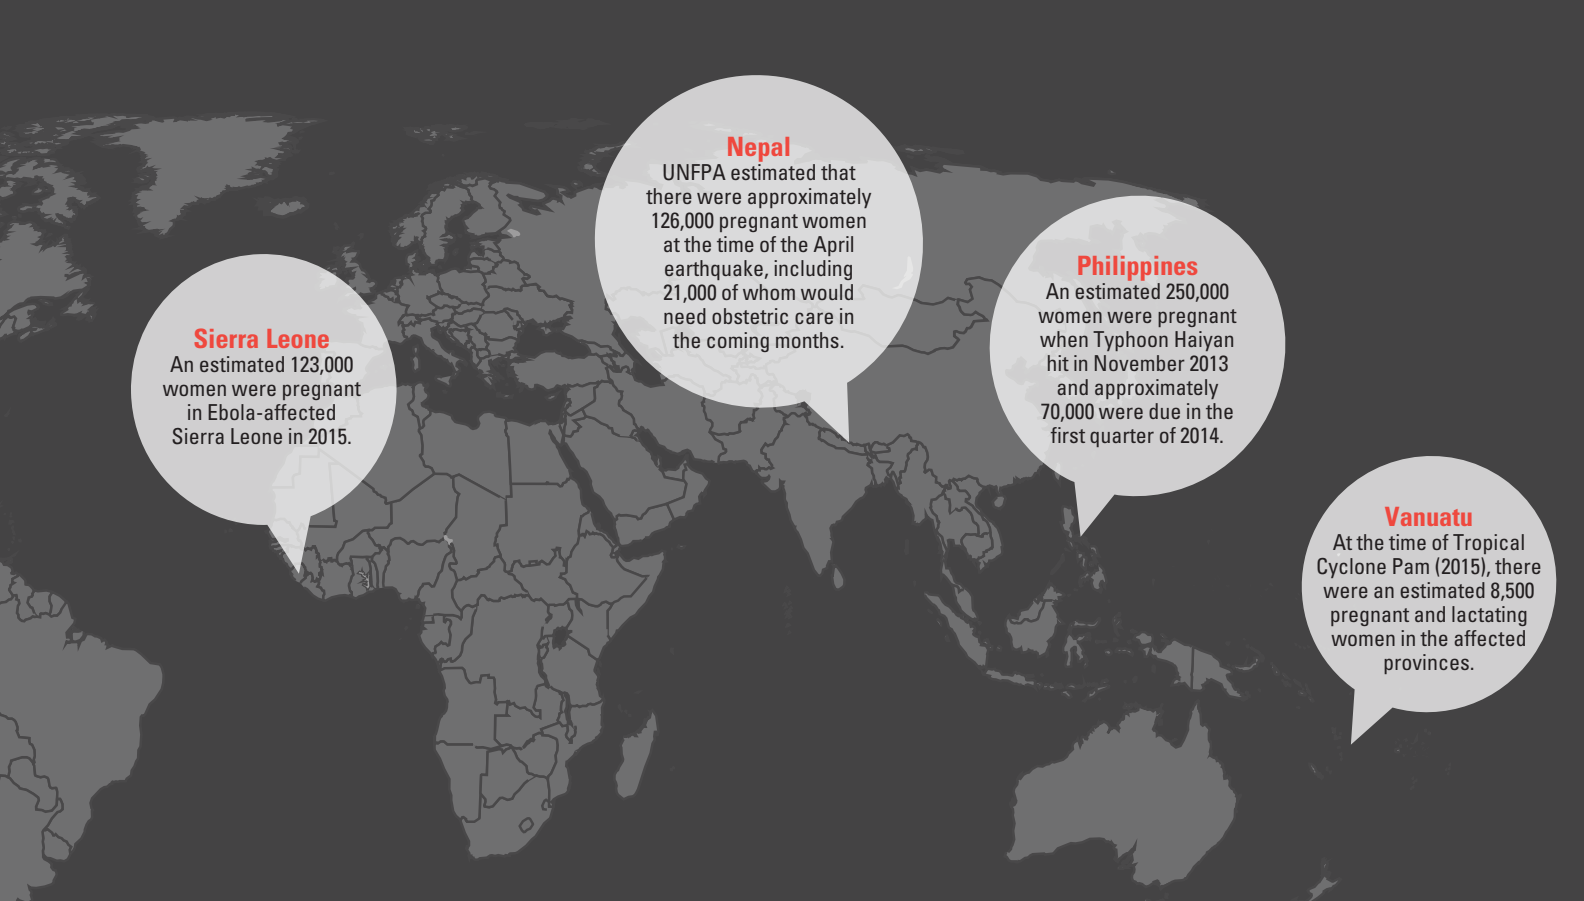 Nepal
UNFPA estimated that
there were approximately
126,000 pregnant women
at the time of the April
earthquake, including
21,000 of whom would
need obstetric care in
the coming months.
Philippines
An estimated 250,000
women were pregnant
when Typhoon Haiyan
hit in November 2013
and approximately
70,000 were due in the
first quarter of 2014.
Sierra Leone
An estimated 123,000
women were pregnant
in Ebola-affected
Sierra Leone in 2015.
Vanuatu
At the time of Tropical
Cyclone Pam (2015), there
were an estimated 8,500
pregnant and lactating
women in the affected
provinces.